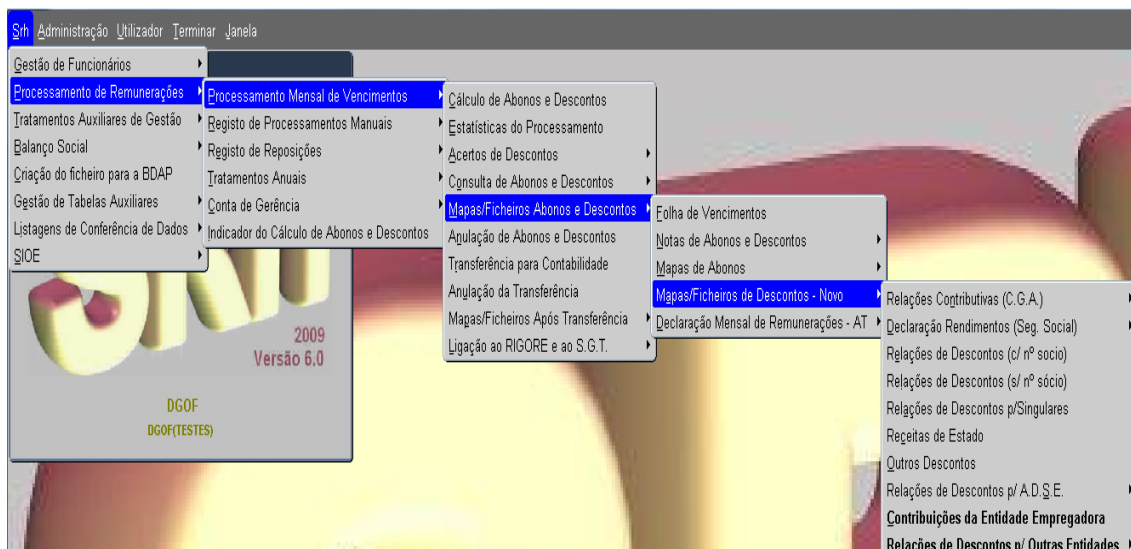 Srh Administração Utilizador Terminar Janela
Gestão de Funcionários
Processamento de Remunerações
Tratamentos Auxiliares de Gestão
Balanço Social
Criação do ficheiro para a BDAP
Gestão de Tabelas Auxiliares
Listagens de Conferência de Dados
SIOE
Processamento Mensal de Vencimentos
Registo de Processamentos Manuais
Registo de Reposições
Tratamentos Anuais
Conta de Gerência
Indicador do Cálculo de Abonos e Descontos
Cálculo de Abonos e Descontos
Estatísticas do Processamento
Acertos de Descontos
Consulta de Abonos e Descontos
Mapas/Ficheiros Abonos e Descontos
Anulação de Abonos e Descontos
Transferência para Contabilidade
Anulação da Transferência
Mapas/Ficheiros Após Transferência
Ligação ao RIGORE e ao S.G.T.
Folha de Vencimentos
Notas de Abonos e Descontos
Mapas de Abonos
Mapas/Ficheiros de Descontos - Novo
Declaração Mensal de Remunerações - AT
Relações Contributivas (C.G.A.)
Declaração Rendimentos (Seg. Social)
Relações de Descontos (c/ nº socio)
Relações de Descontos (s/ nº sócio)
Relações de Descontos p/Singulares
Receitas de Estado
Outros Descontos
Relações de Descontos p/ A.D.S.E.
Contribuições da Entidade Empregadora
Relações de Descontos p/ Outras Entidades
2009
Versão 6.0
DGOF
DGOF(TESTES)